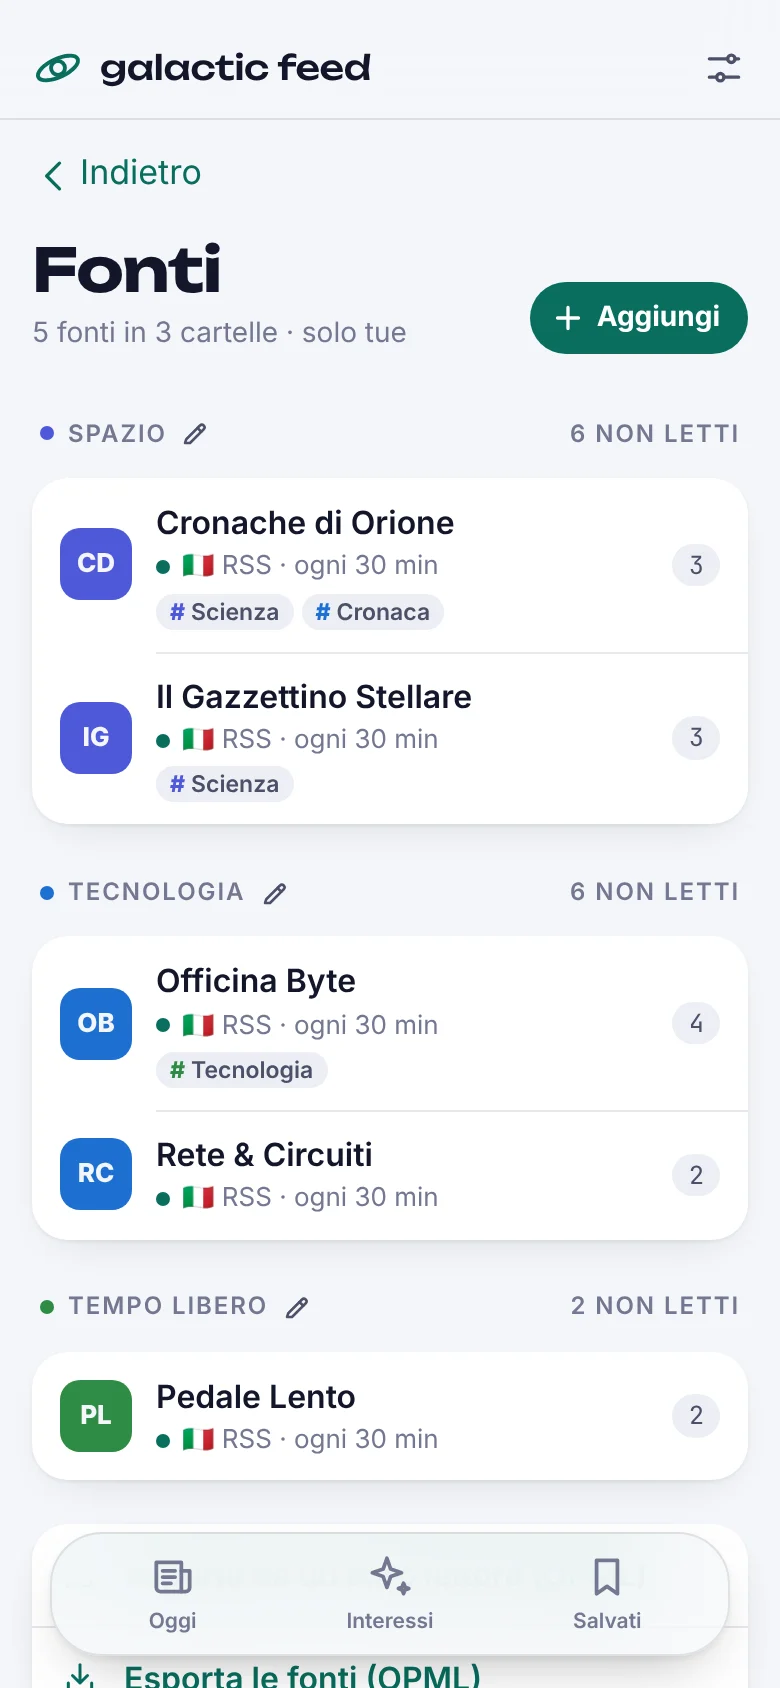 galactic feed
Indietro
Fonti
5 fonti in 3 cartelle · solo tue
+ Aggiungi
SPAZIO
6 NON LETTI
CD
Cronache di Orione
RSS · ogni 30 min
3
# Scienza # Cronaca
IG
Il Gazzettino Stellare
RSS · ogni 30 min
3
# Scienza
TECNOLOGIA
6 NON LETTI
OB
Officina Byte
RSS · ogni 30 min
4
# Tecnologia
RC
Rete & Circuiti
RSS · ogni 30 min
2
TEMPO LIBERO
2 NON LETTI
PL
Pedale Lento
RSS · ogni 30 min
2
Oggi
Interessi
Salvati
Esporta le fonti (OPML)